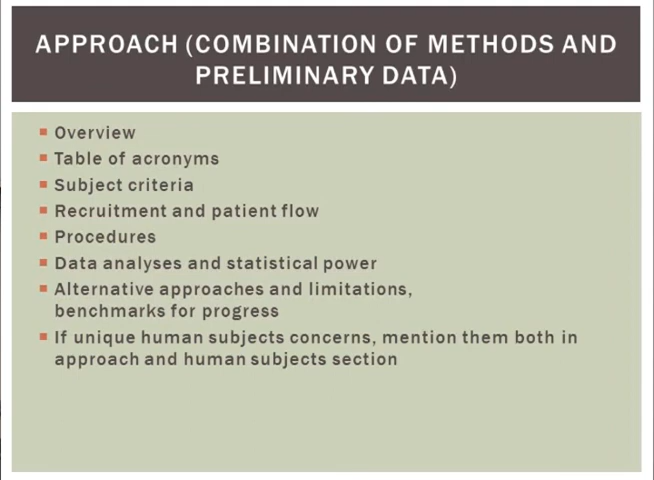 APPROACH (COMBINATION OF METHODS AND
PRELIMINARY DATA)
Overview
Table of acronyms
Subject criteria
Recruitment and patient flow
Procedures
Data analyses and statistical power
Alternative approaches and limitations,
benchmarks for progress
If unique human subjects concerns, mention them both in
approach and human subjects section